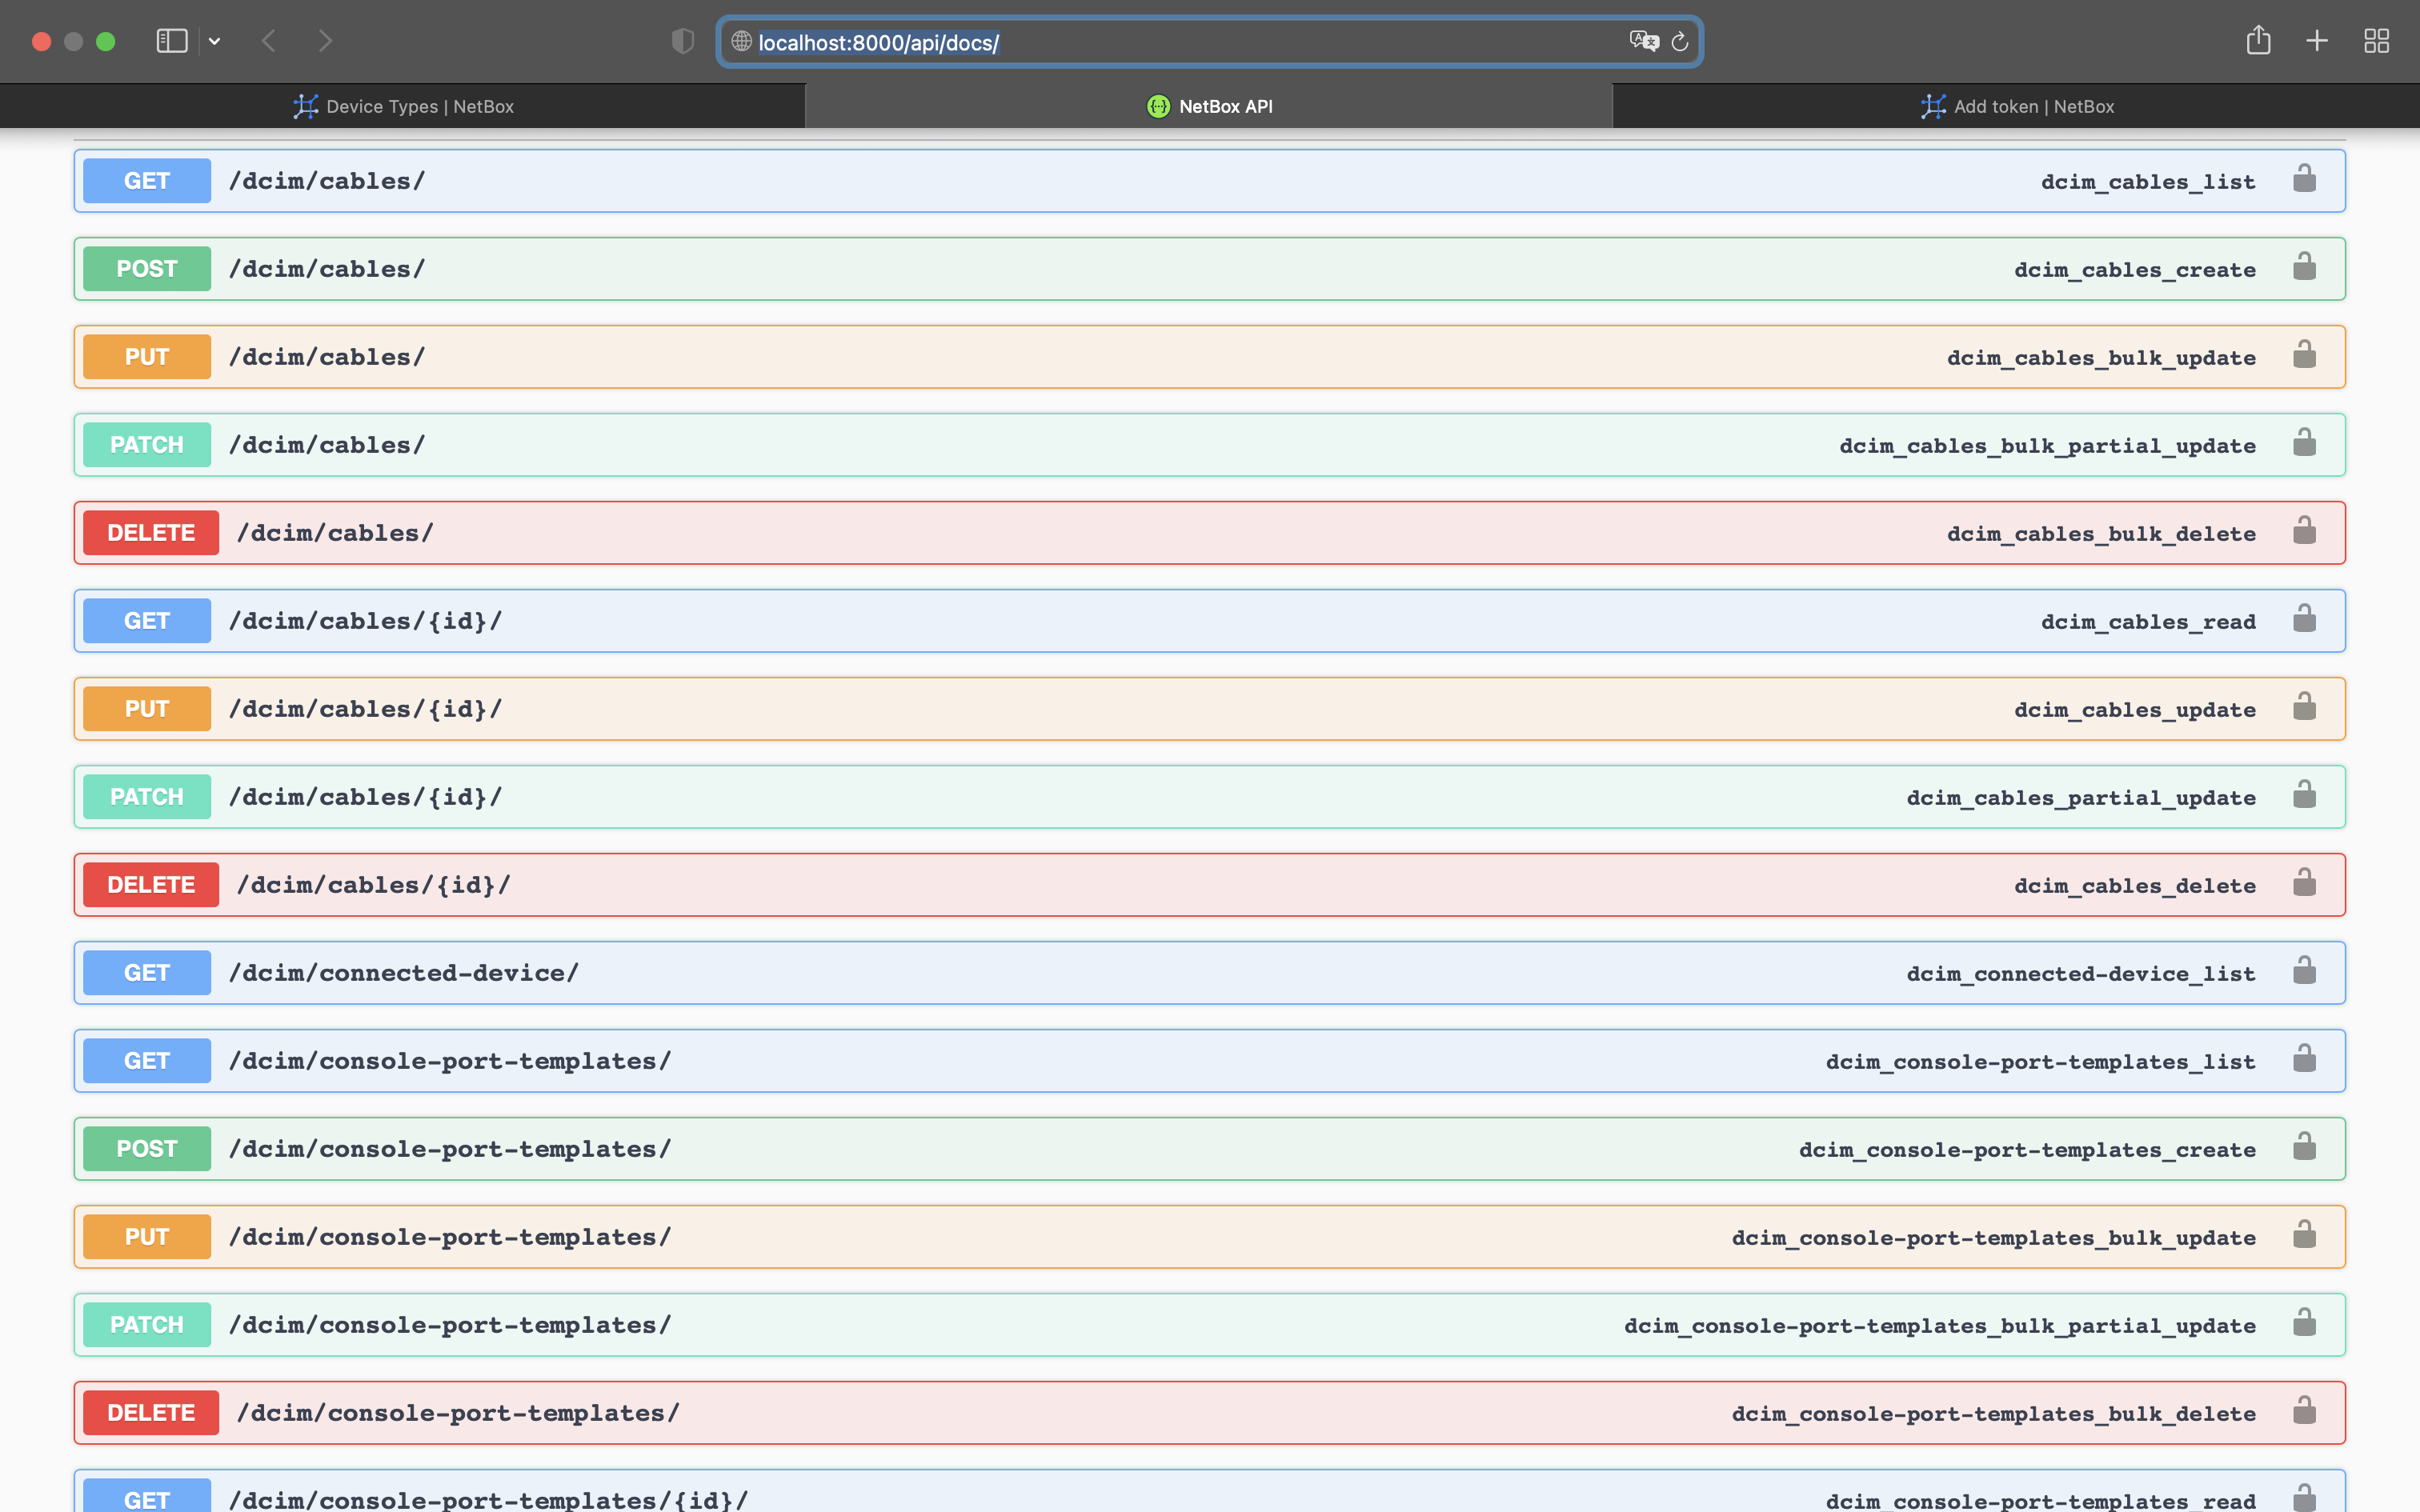 localhost:8000/api/docs/
Device Types | NetBox
NetBox API
Add token | NetBox
GET /dcim/cables/ dcim_cables_list
POST /dcim/cables/ dcim_cables_create
PUT /dcim/cables/ dcim_cables_bulk_update
PATCH /dcim/cables/ dcim_cables_bulk_partial_update
DELETE /dcim/cables/ dcim_cables_bulk_delete
GET /dcim/cables/{id}/ dcim_cables_read
PUT /dcim/cables/{id}/ dcim_cables_update
PATCH /dcim/cables/{id}/ dcim_cables_partial_update
DELETE /dcim/cables/{id}/ dcim_cables_delete
GET /dcim/connected-device/ dcim_connected-device_list
GET /dcim/console-port-templates/ dcim_console-port-templates_list
POST /dcim/console-port-templates/ dcim_console-port-templates_create
PUT /dcim/console-port-templates/ dcim_console-port-templates_bulk_update
PATCH /dcim/console-port-templates/ dcim_console-port-templates_bulk_partial_update
DELETE /dcim/console-port-templates/ dcim_console-port-templates_bulk_delete
GET /dcim/console-port-templates/{id}/ dcim_console-port-templates_read